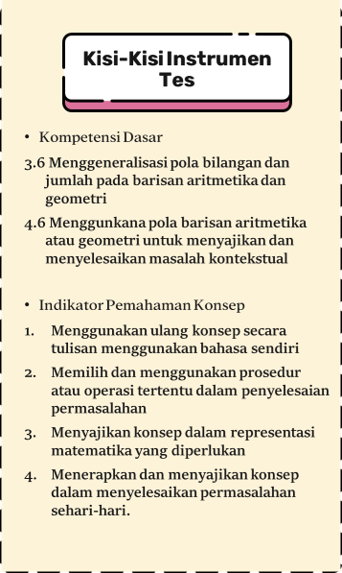 Kisi-Kisi Instrumen
Tes
• Kompetensi Dasar
3.6 Menggeneralisasi pola bilangan dan
jumlah pada barisan aritmetika dan
geometri
4.6 Menggunkana pola barisan aritmetika
atau geometri untuk menyajikan dan
menyelesaikan masalah kontekstual
• Indikator Pemahaman Konsep
1. Menggunakan ulang konsep secara
tulisan menggunakan bahasa sendiri
2. Memilih dan menggunakan prosedur
atau operasi tertentu dalam penyelesaian
permasalahan
3. Menyajikan konsep dalam representasi
matematika yang diperlukan
4. Menerapkan dan menyajikan konsep
dalam menyelesaikan permasalahan
sehari-hari.